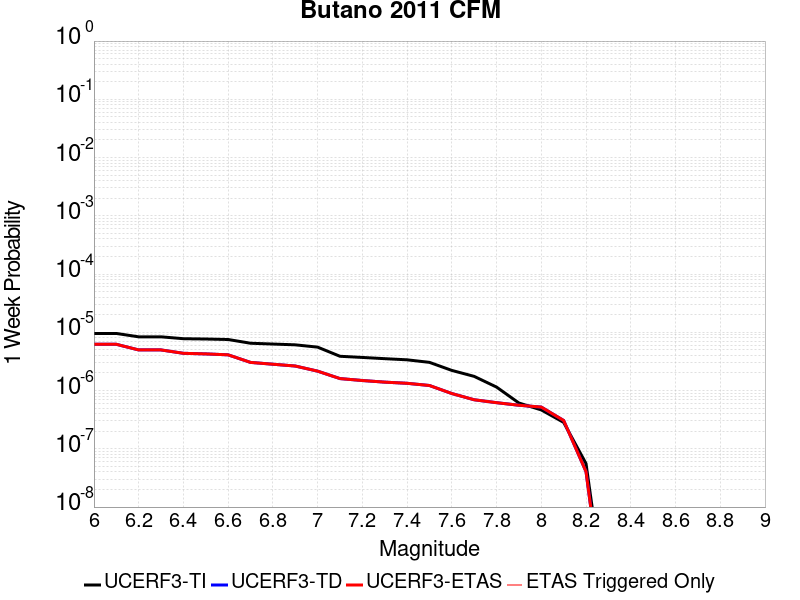 Butano 2011 CFM
1 Week Probability
10^0
10^-1
10^-2
10^-3
10^-4
10^-5
10^-6
10^-7
10^-8
6 6.2 6.4 6.6 6.8 7 7.2 7.4 7.6 7.8 8 8.2 8.4 8.6 8.8 9
Magnitude
UCERF3-TI UCERF3-TD UCERF3-ETAS ETAS Triggered Only